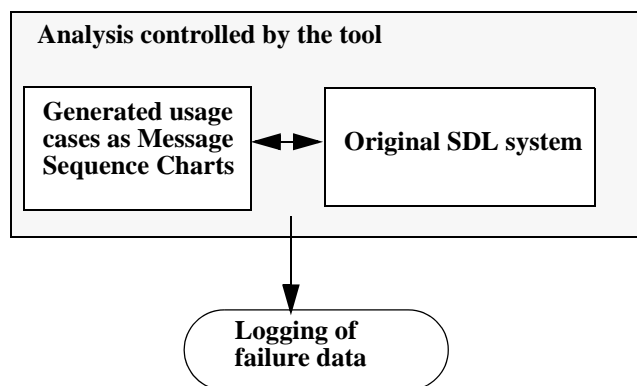 Analysis controlled by the tool
Generated usage
cases as Message
Sequence Charts
Original SDL system
Logging of
failure data